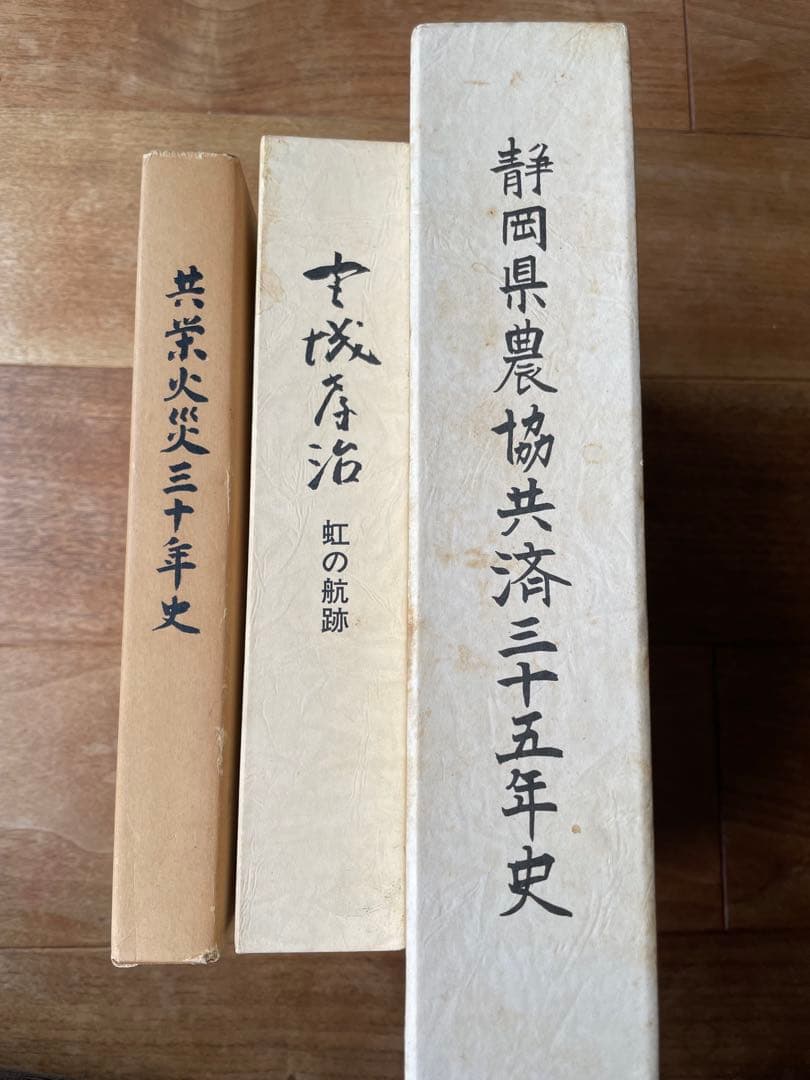 静岡県農協共済三十五年史
宮城孝治
虹の航跡
共栄火災三十年史